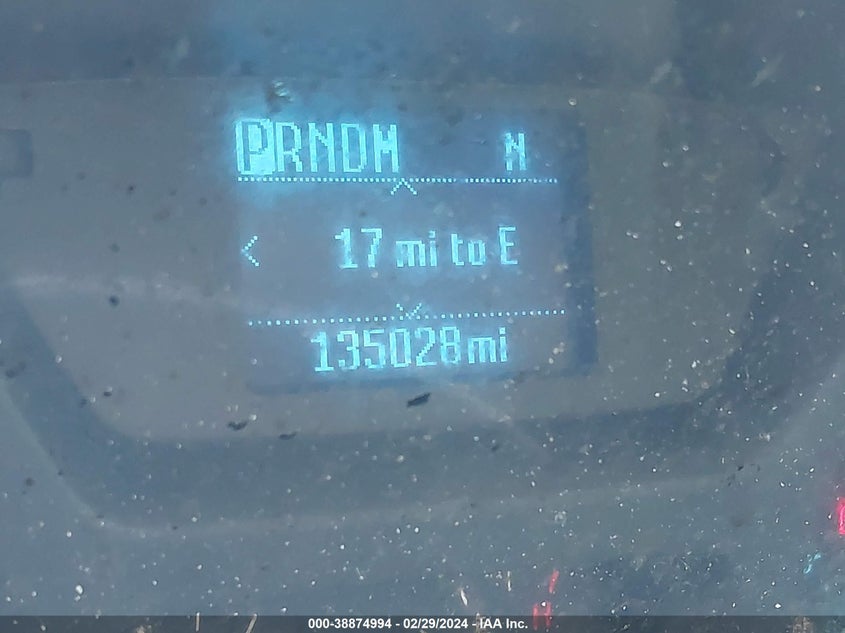 PRNDM N
< 17 mi to E
135028mi
000-38874994 - 02/29/2024 - IAA Inc.